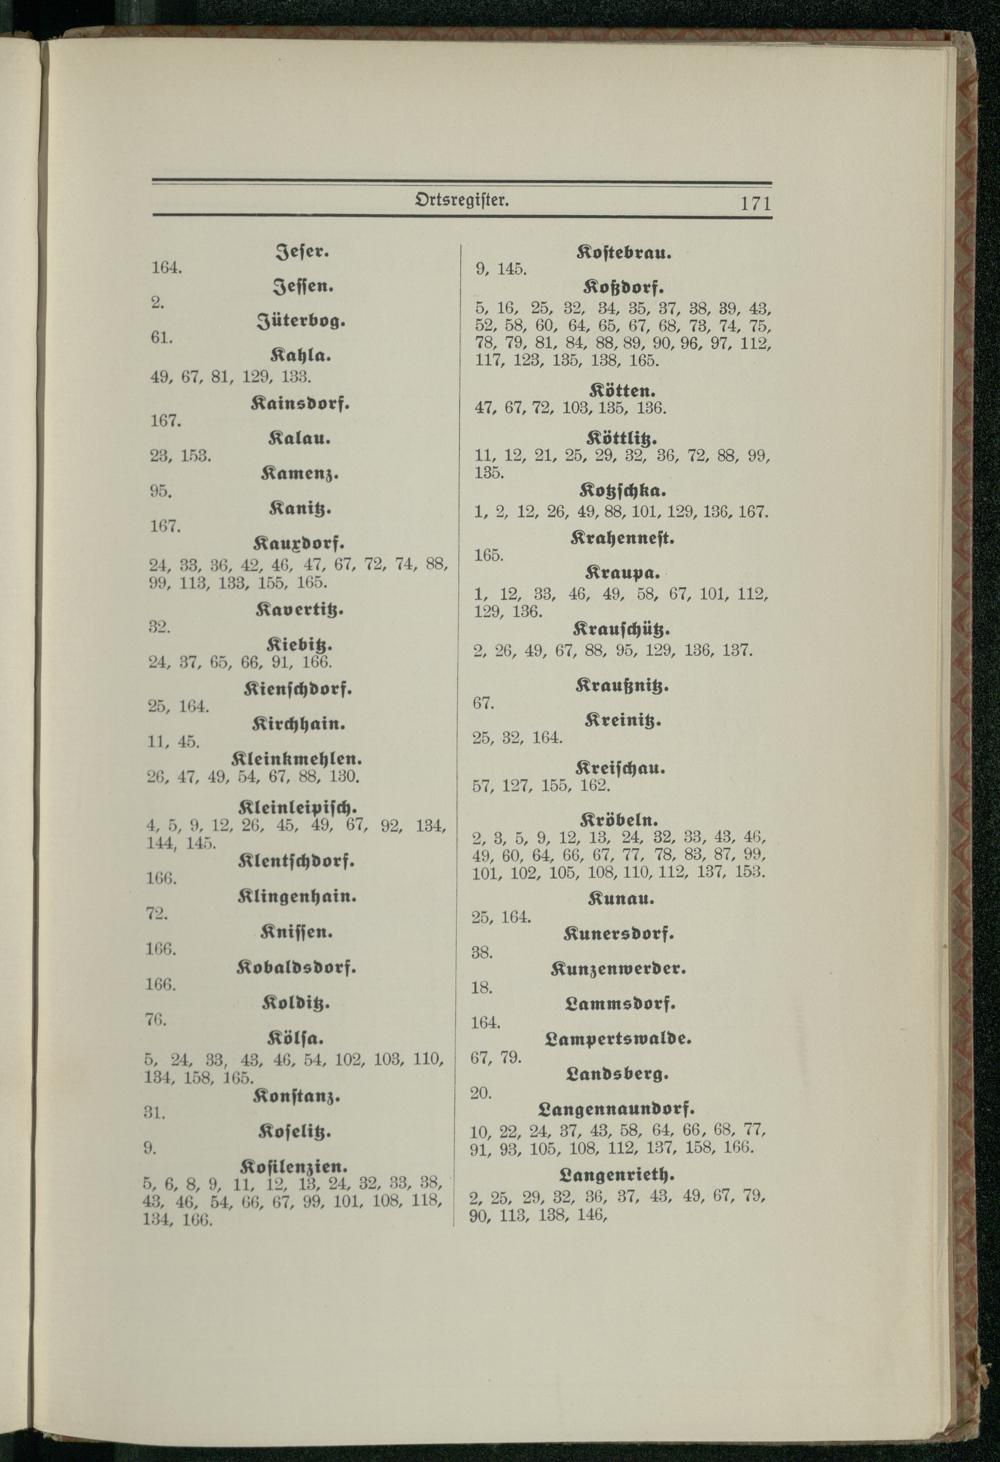 Ortsregister.
171
Jeser.
164.
Jessen.
2.
Jüterbog.
61.
Kahla.
49, 67, 81, 129, 133.
Kainsdorf.
167.
Kalau.
23, 153.
Kamenz.
95.
Kanitz.
167.
Kauxdorf.
24, 33, 36, 42, 46, 47, 67, 72, 74, 88,
99, 113, 133, 155, 165.
Kavertitz.
32.
Kiebitz.
24, 37, 65, 66, 91, 166.
Kienschdorf.
25, 164.
Kirchhain.
11, 45.
Kleinkmehlen.
26, 47, 49, 54, 67, 88, 130.
Kleinleipisch.
4, 5, 9, 12, 26, 45, 49, 67, 92, 134,
144, 145.
Klentschdorf.
166.
Klingenhain.
72.
Knissen.
166.
Kobaldsdorf.
166.
Kolditz.
76.
Kölsa.
5, 24, 33, 43, 46, 54, 102, 103, 110,
134, 158, 165.
Konstanz.
31.
Koselitz.
9.
Kosilenzien.
5, 6, 8, 9, 11, 12, 13, 24, 32, 33, 38,
43, 46, 54, 66, 67, 99, 101, 108, 118,
134, 166.
Kostebrau.
9, 145.
Koßdorf.
5, 16, 25, 32, 34, 35, 37, 38, 39, 43,
52, 58, 60, 64, 65, 67, 68, 73, 74, 75,
78, 79, 81, 84, 88, 89, 90, 96, 97, 112,
117, 123, 135, 138, 165.
Kötten.
47, 67, 72, 103, 135, 136.
Köttlitz.
11, 12, 21, 25, 29, 32, 36, 72, 88, 99,
135.
Kotzschka.
1, 2, 12, 26, 49, 88, 101, 129, 136, 167.
Krahennest.
165.
Kraupa.
1, 12, 33, 46, 49, 58, 67, 101, 112,
129, 136.
Krauschütz.
2, 26, 49, 67, 88, 95, 129, 136, 137.
Kraußnitz.
67.
Kreinitz.
25, 32, 164.
Kreischau.
57, 127, 155, 162.
Kröbeln.
2, 3, 5, 9, 12, 13, 24, 32, 33, 43, 46,
49, 60, 64, 66, 67, 77, 78, 83, 87, 99,
101, 102, 105, 108, 110, 112, 137, 153.
Kunau.
25, 164.
Kunersdorf.
38.
Kunzenwerder.
18.
Lammsdorf.
164.
Lampertswalde.
67, 79.
Landsberg.
20.
Langennaundorf.
10, 22, 24, 37, 43, 58, 64, 66, 68, 77,
91, 93, 105, 108, 112, 137, 158, 166.
Langenrieth.
2, 25, 29, 32, 36, 37, 43, 49, 67, 79,
90, 113, 138, 146,